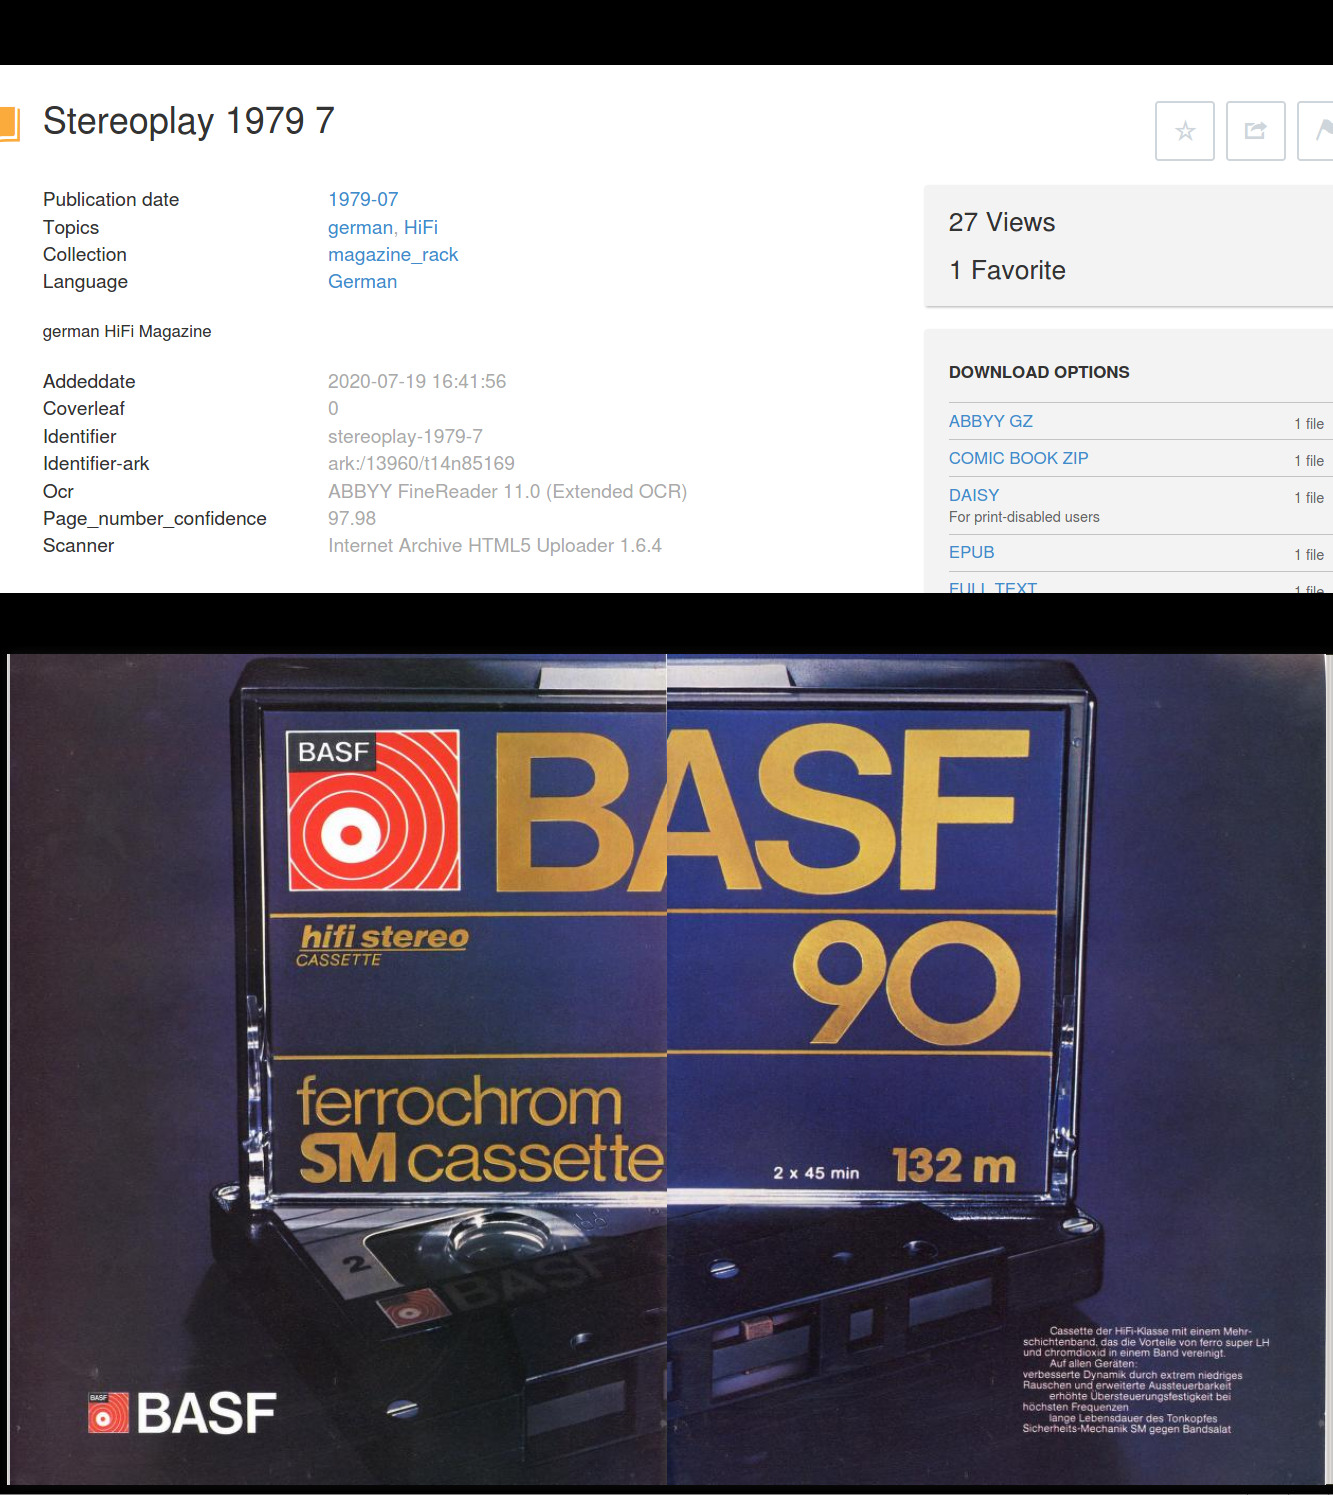 Stereoplay 1979 7
Publication date 1979-07
Topics german, HiFi
Collection magazine_rack
Language German
german HiFi Magazine
Addeddate 2020-07-19 16:41:56
Coverleaf 0
Identifier stereoplay-1979-7
Identifier-ark ark:/13960/t14n85169
Ocr ABBYY FineReader 11.0 (Extended OCR)
Page_number_confidence 97.98
Scanner Internet Archive HTML5 Uploader 1.6.4
27 Views
1 Favorite
DOWNLOAD OPTIONS
ABBYY GZ 1 file
COMIC BOOK ZIP 1 file
DAISY 1 file
For print-disabled users
EPUB 1 file
FULL TEXT 1 file
BASF
BASF
hifi stereo
CASSETTE
90
ferrochrom
SM cassette
2 x 45 min 132 m
2
BASF
BASF
BASF
Cassette der HiFi-Klasse mit einem Mehr-
schichtenband, das die Vorteile von ferro super LH
und chromdioxid in einem Band vereinigt.
Auf allen Geräten:
verbesserte Dynamik durch extrem niedriges
Rauschen und erweiterte Aussteuerbarkeit
erhöhte Übersteuerungsfestigkeit bei
höchsten Frequenzen
lange Lebensdauer des Tonkopfes
Sicherheits-Mechanik SM gegen Bandsalat